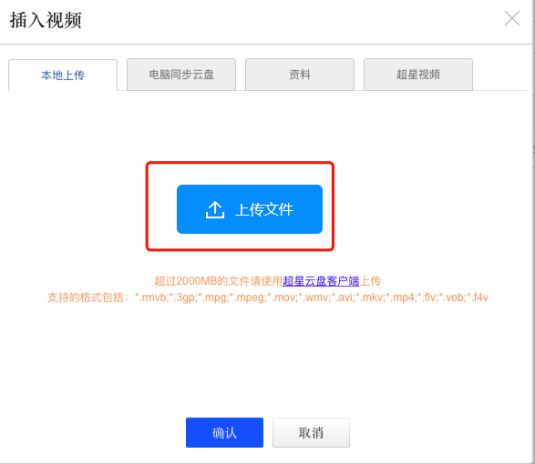 插入视频
本地上传 电脑同步云盘 资料 超星视频
上传文件
超过2000MB的文件请使用超星云盘客户端上传
支持的格式包括：*.rmvb;*.3gp;*.mpg;*.mpeg;*.mov;*.wmv;*.avi;*.mkv;*.mp4;*.flv;*.vob;*.f4v
确认 取消